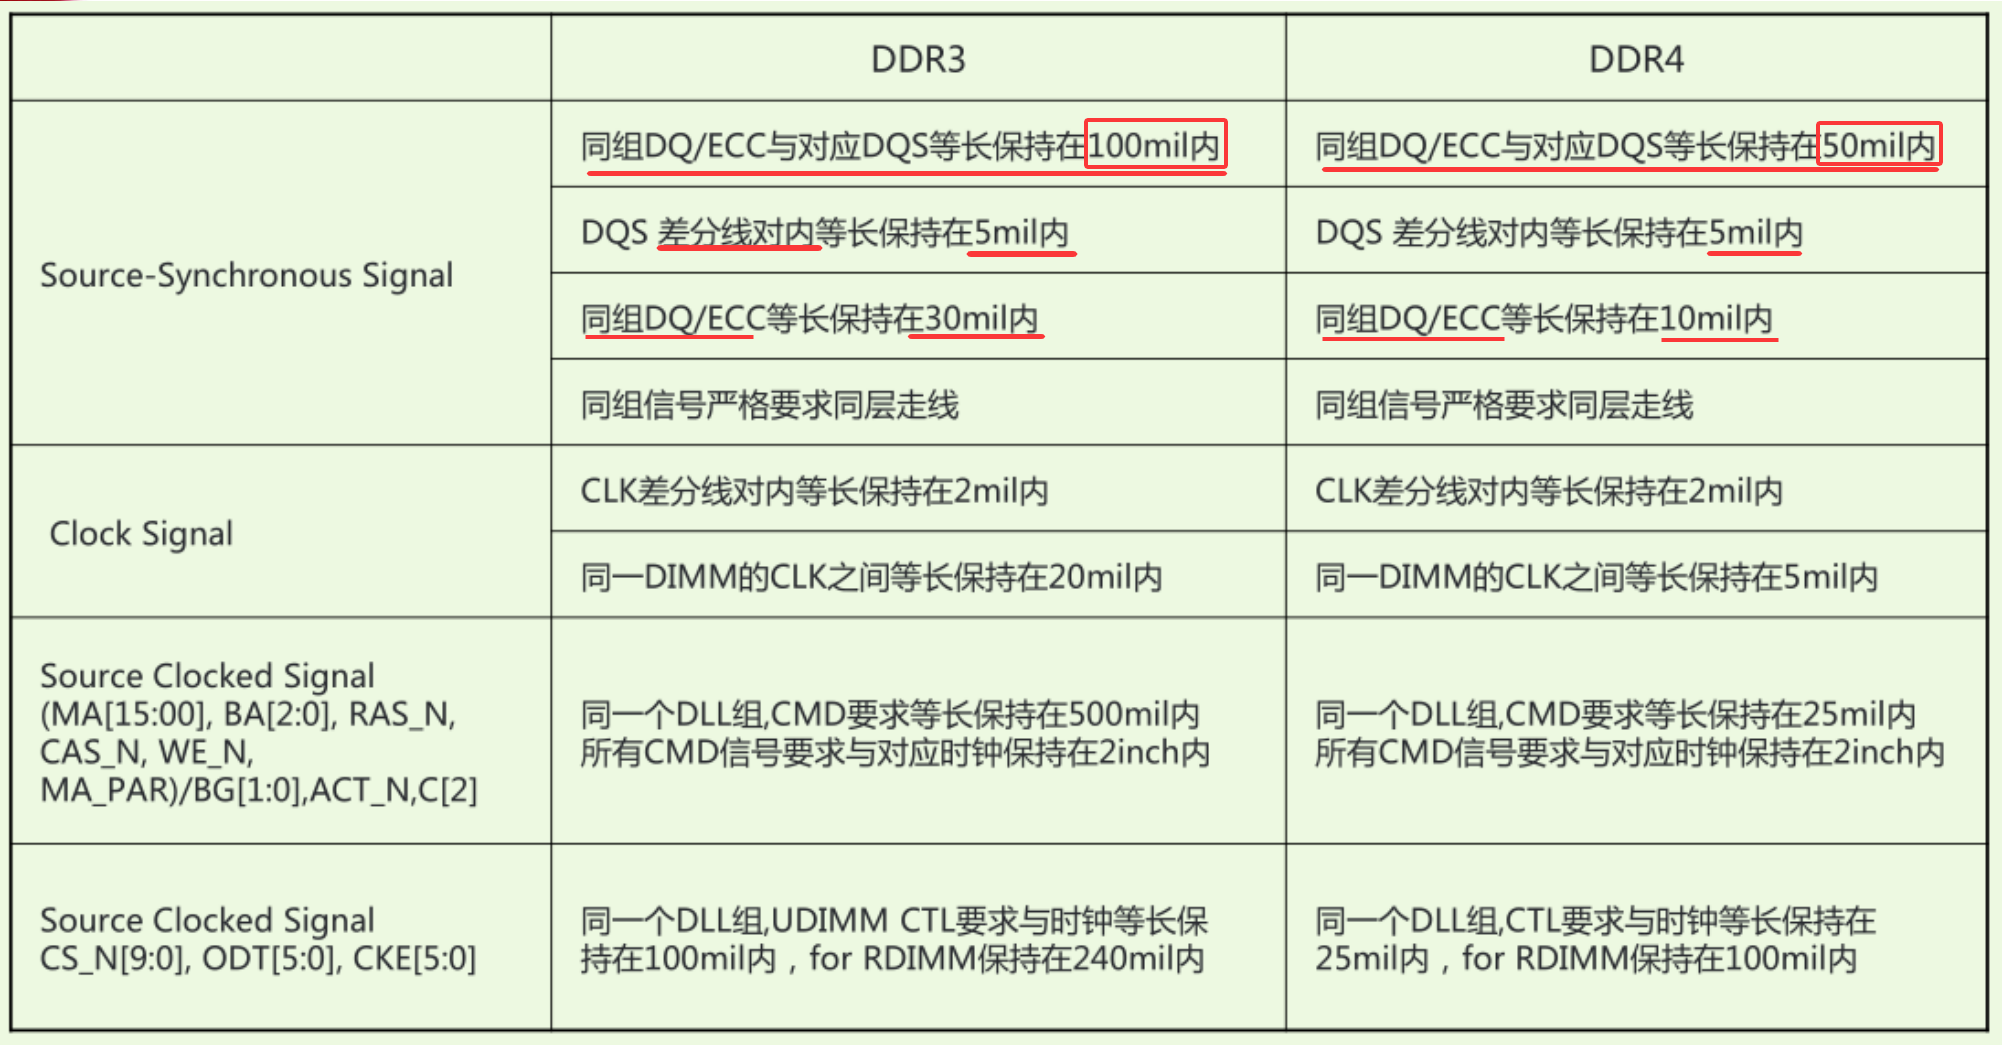 DDR3
DDR4
Source-Synchronous Signal
同组DQ/ECC与对应DQS等长保持在100mil内
同组DQ/ECC与对应DQS等长保持在50mil内
DQS 差分线对内等长保持在5mil内
DQS 差分线对内等长保持在5mil内
同组DQ/ECC等长保持在30mil内
同组DQ/ECC等长保持在10mil内
同组信号严格要求同层走线
同组信号严格要求同层走线
Clock Signal
CLK差分线对内等长保持在2mil内
CLK差分线对内等长保持在2mil内
同一DIMM的CLK之间等长保持在20mil内
同一DIMM的CLK之间等长保持在5mil内
Source Clocked Signal
(MA[15:00], BA[2:0], RAS_N,
CAS_N, WE_N,
MA_PAR)/BG[1:0],ACT_N,C[2]
同一个DLL组,CMD要求等长保持在500mil内
所有CMD信号要求与对应时钟保持在2inch内
同一个DLL组,CMD要求等长保持在25mil内
所有CMD信号要求与对应时钟保持在2inch内
Source Clocked Signal
CS_N[9:0], ODT[5:0], CKE[5:0]
同一个DLL组,UDIMM CTL要求与时钟等长保
持在100mil内，for RDIMM保持在240mil内
同一个DLL组,CTL要求与时钟等长保持在
25mil内，for RDIMM保持在100mil内